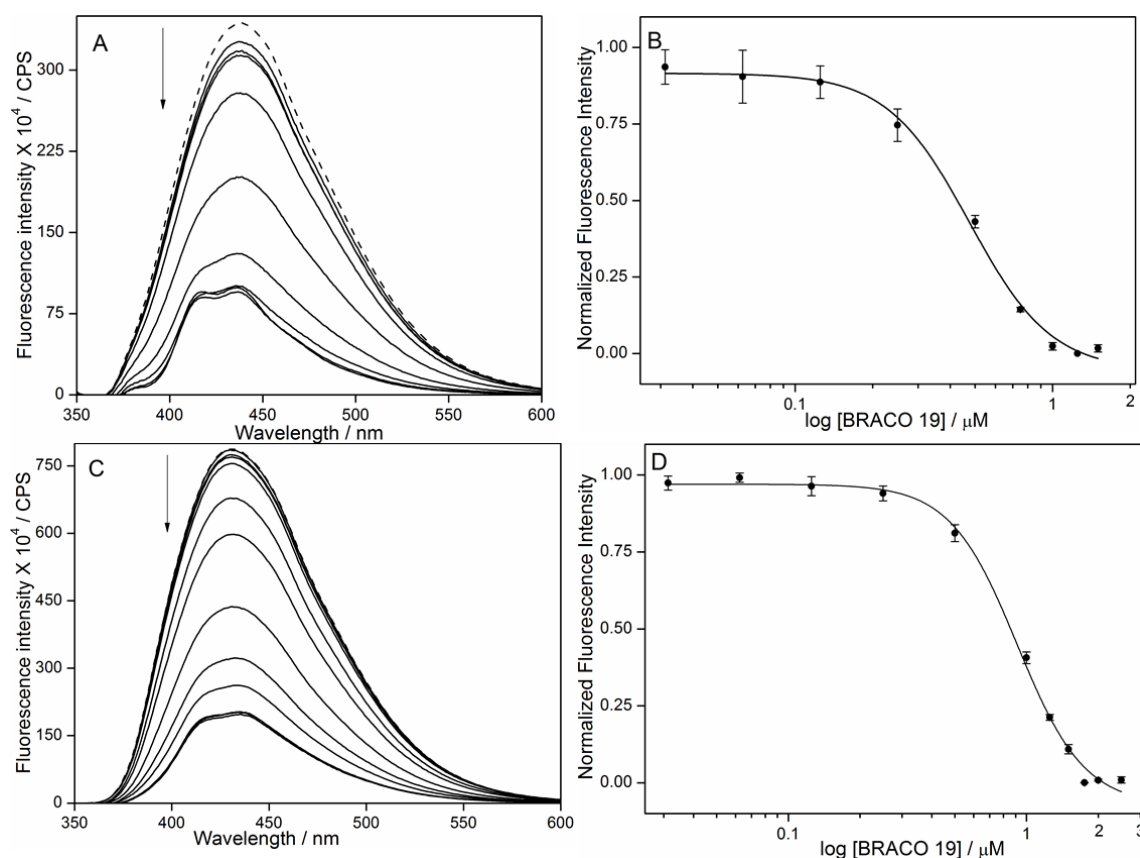 A
Fluorescence intensity X 10⁴ / CPS
300
225
150
75
0
350 400 450 500 550 600
Wavelength / nm
B
Normalized Fluorescence Intensity
1.00
0.75
0.50
0.25
0.00
0.1 1 2
log [BRACO 19] / μM
C
Fluorescence intensity X 10⁴ / CPS
750
600
450
300
150
0
350 400 450 500 550 600
Wavelength / nm
D
Normalized Fluorescence Intensity
1.00
0.75
0.50
0.25
0.00
0.1 1 2 3
log [BRACO 19] / μM